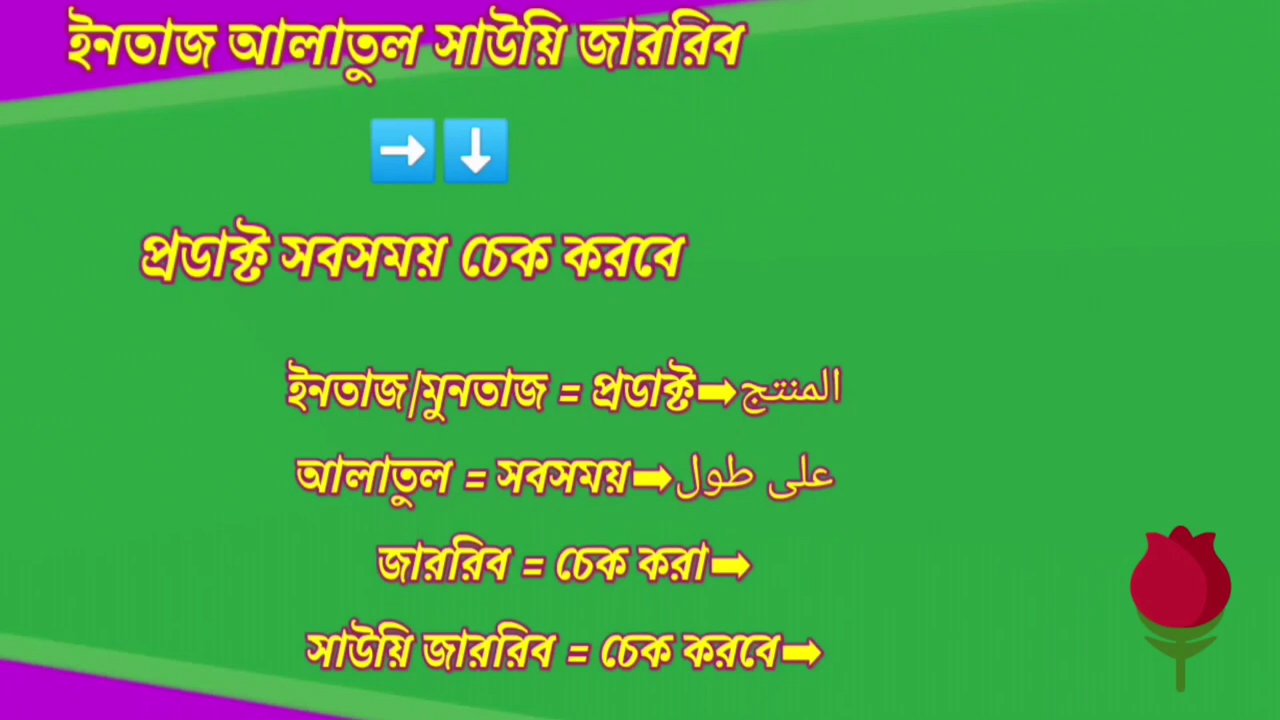 ইনতাজ আলাতুল সাউয়ি জাররিব
➡⬇
প্রডাক্ট সবসময় চেক করবে
ইনতাজ/মুনতাজ = প্রডাক্ট➡المنتج
আলাতুল = সবসময়➡على طول
জাররিব = চেক করা➡
সাউয়ি জাররিব = চেক করবে➡